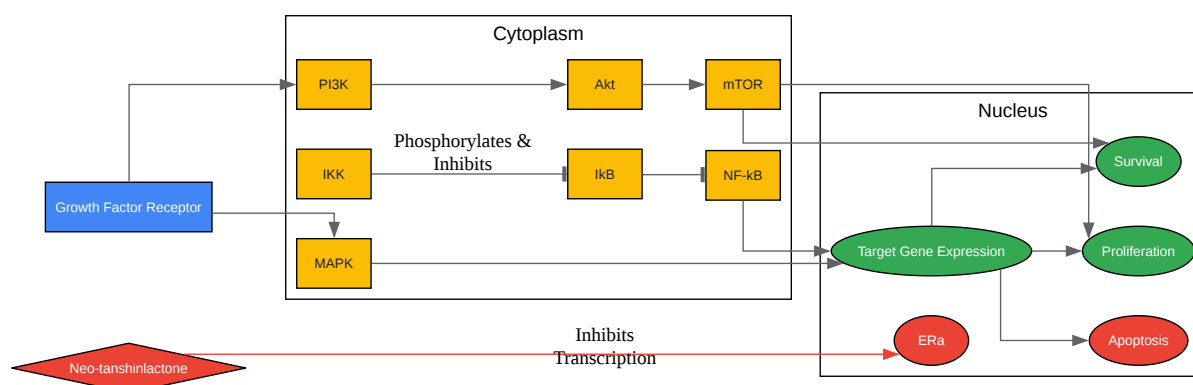 Cytoplasm
PI3K
Akt
mTOR
Nucleus
Phosphorylates &
Inhibits
IKK
IkB
NF-kB
Survival
Growth Factor Receptor
MAPK
Target Gene Expression
Proliferation
Inhibits
Transcription
ERa
Apoptosis
Neo-tanshinlactone